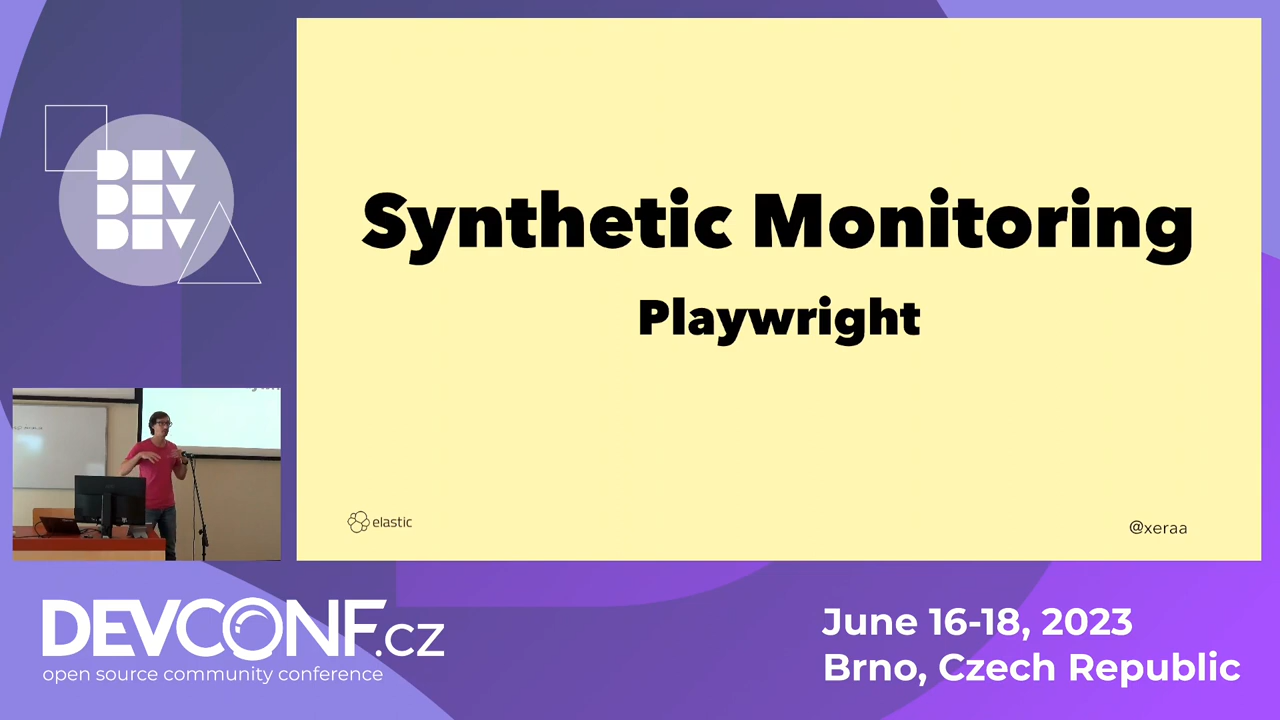 DEV
DEV
DEV
Synthetic Monitoring
Playwright
elastic
@xeraa
DEVCONF.cz
open source community conference
June 16-18, 2023
Brno, Czech Republic